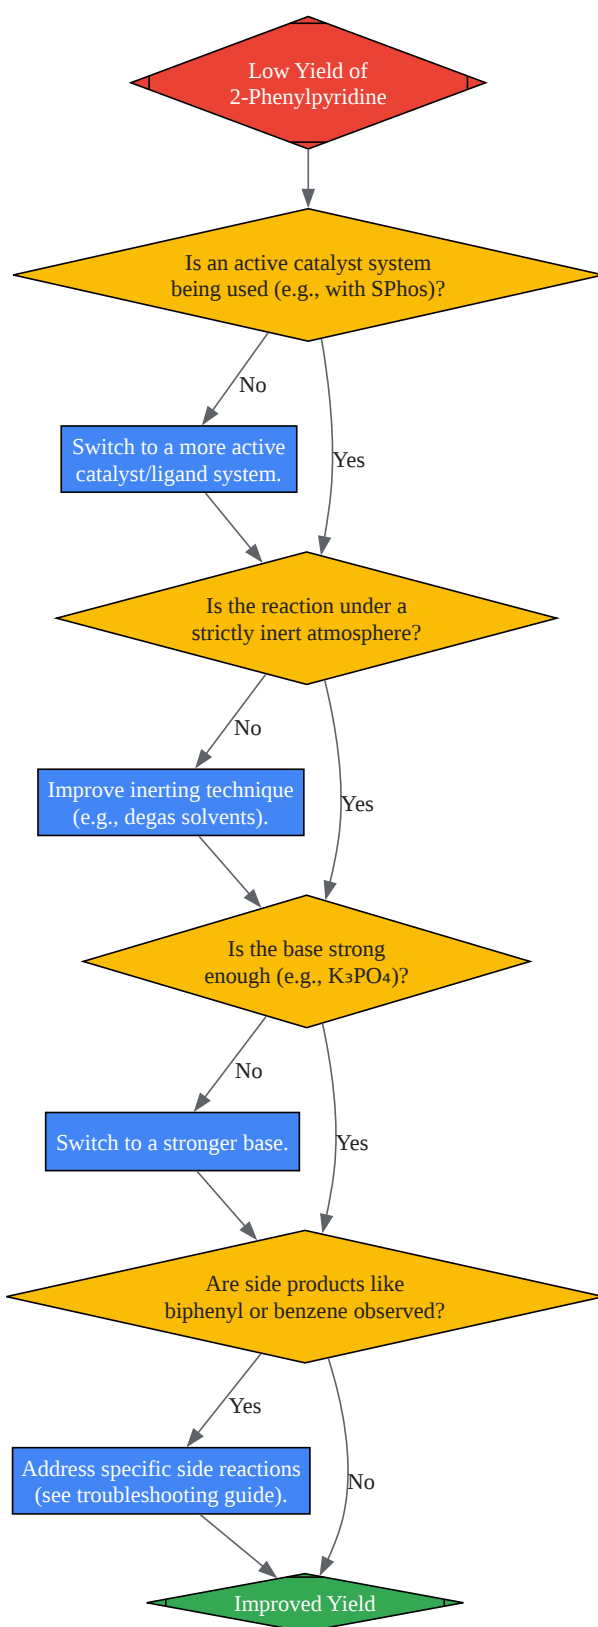 Low Yield of
2-Phenylpyridine
Is an active catalyst system
being used (e.g., with SPhos)?
No
Switch to a more active
catalyst/ligand system.
Yes
Is the reaction under a
strictly inert atmosphere?
No
Improve inerting technique
(e.g., degas solvents).
Yes
Is the base strong
enough (e.g., K₃PO₄)?
No
Switch to a stronger base.
Yes
Are side products like
biphenyl or benzene observed?
Yes
Address specific side reactions
(see troubleshooting guide).
No
Improved Yield